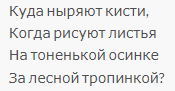 Куда ныряют кисти,
Когда рисуют листья
На тоненькой осинке
За лесной тропинкой?